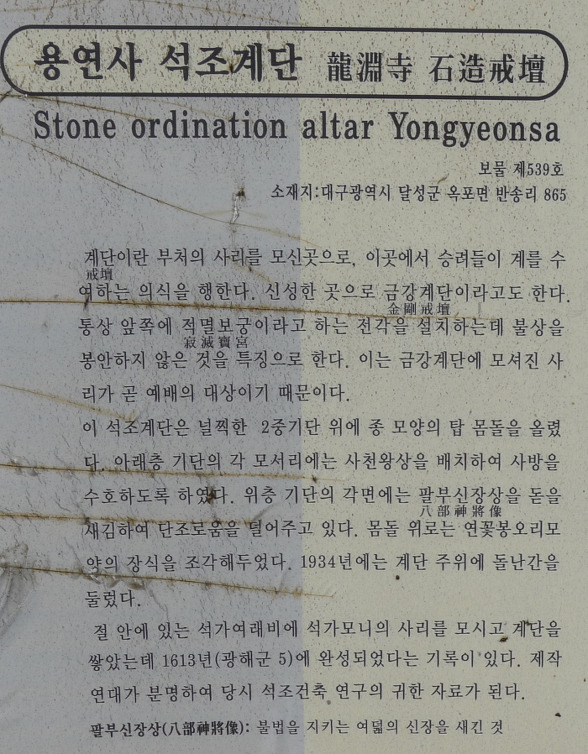 용연사 석조계단 龍淵寺 石造戒壇
Stone ordination altar Yongyeonsa
보물 제539호
소재지:대구광역시 달성군 옥포면 반송리 865
계단이란 부처의 사리를 모신곳으로, 이곳에서 승려들이 계를 수
戒壇
여하는 의식을 행한다. 신성한 곳으로 금강계단이라고도 한다.
金剛戒壇
통상 앞쪽에 적멸보궁이라고 하는 전각을 설치하는데 불상을
寂滅寶宮
봉안하지 않은 것을 특징으로 한다. 이는 금강계단에 모셔진 사
리가 곧 예배의 대상이기 때문이다.
이 석조계단은 널찍한 2중기단 위에 종 모양의 탑 몸돌을 올렸
다. 아래층 기단의 각 모서리에는 사천왕상을 배치하여 사방을
수호하도록 하였다. 위층 기단의 각면에는 팔부신장상을 돋을
八部神將像
새김하여 단조로움을 덜어주고 있다. 몸돌 위로는 연꽃봉오리모
양의 장식을 조각해두었다. 1934년에는 계단 주위에 돌난간을
둘렀다.
절 안에 있는 석가여래비에 석가모니의 사리를 모시고 계단을
쌓았는데 1613년(광해군 5)에 완성되었다는 기록이 있다. 제작
연대가 분명하여 당시 석조건축 연구의 귀한 자료가 된다.
팔부신장상(八部神將像): 불법을 지키는 여덟의 신장을 새긴 것